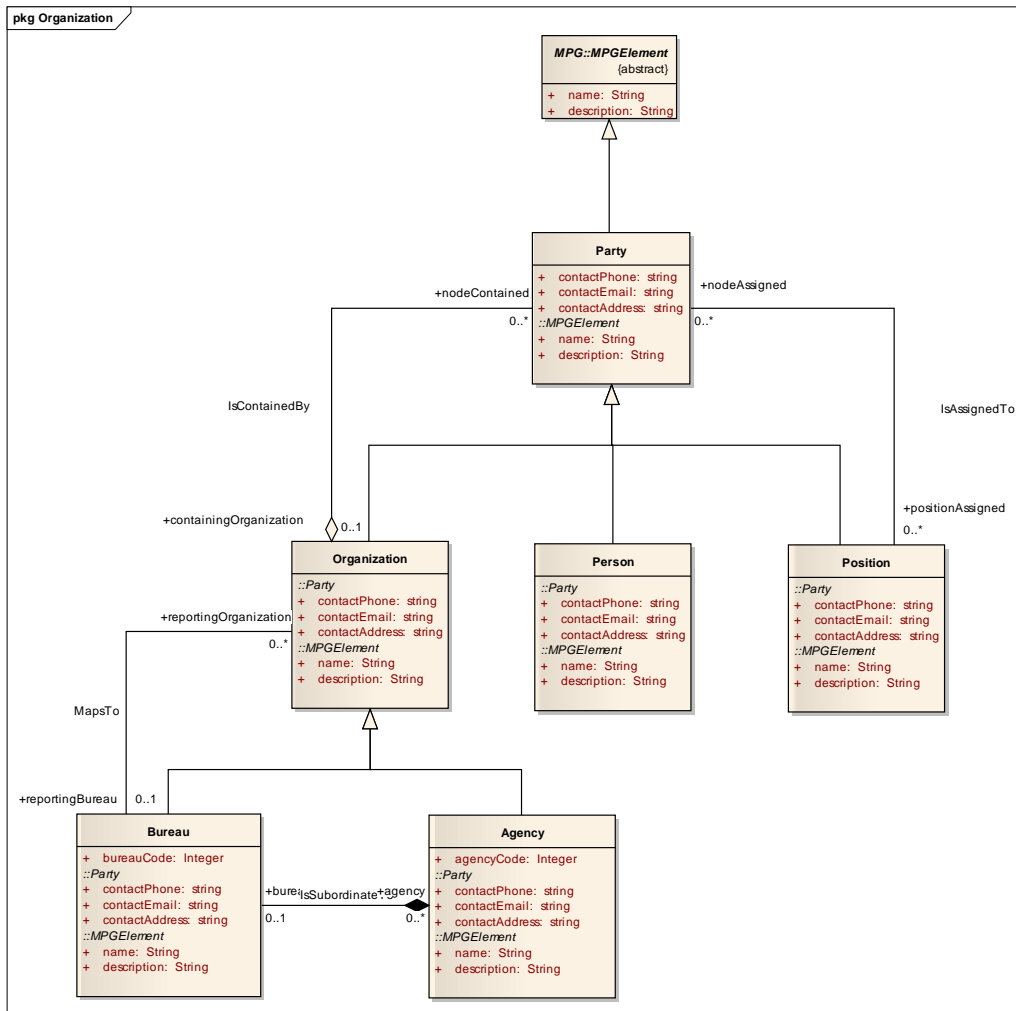 pkg Organization
MPG::MPGElement
{abstract}
+ name: String
+ description: String
Party
+ contactPhone: string
+ contactEmail: string
+ contactAddress: string
::MPGElement
+ name: String
+ description: String
+nodeContained
0..*
+nodeAssigned
0..*
IsContainedBy
IsAssignedTo
+containingOrganization
0..1
+positionAssigned
0..*
Organization
::Party
+ contactPhone: string
+ contactEmail: string
+ contactAddress: string
::MPGElement
+ name: String
+ description: String
Person
::Party
+ contactPhone: string
+ contactEmail: string
+ contactAddress: string
::MPGElement
+ name: String
+ description: String
Position
::Party
+ contactPhone: string
+ contactEmail: string
+ contactAddress: string
::MPGElement
+ name: String
+ description: String
+reportingOrganization
0..*
MapsTo
+reportingBureau
0..1
Bureau
+ bureauCode: Integer
::Party
+ contactPhone: string
+ contactEmail: string
+ contactAddress: string
::MPGElement
+ name: String
+ description: String
IsSubordinate
+agency
0..1
0..*
Agency
+ agencyCode: Integer
::Party
+ contactPhone: string
+ contactEmail: string
+ contactAddress: string
::MPGElement
+ name: String
+ description: String